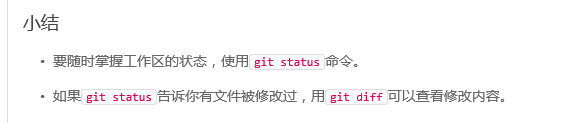 小结
• 要随时掌握工作区的状态，使用git status命令。
• 如果git status告诉你有文件被修改过，用git diff可以查看修改内容。